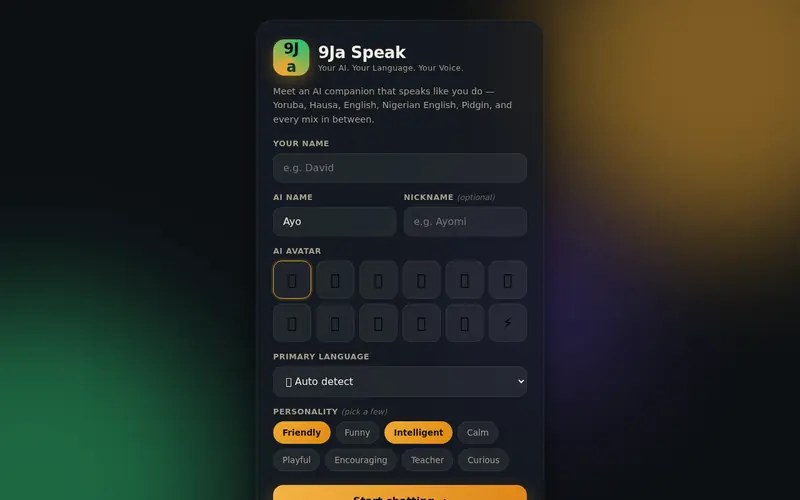 9J
a
9Ja Speak
Your AI. Your Language. Your Voice.
Meet an AI companion that speaks like you do —
Yoruba, Hausa, English, Nigerian English, Pidgin, and
every mix in between.
YOUR NAME
e.g. David
AI NAME
NICKNAME (optional)
Ayo
e.g. Ayomi
AI AVATAR
PRIMARY LANGUAGE
Auto detect
PERSONALITY (pick a few)
Friendly
Funny
Intelligent
Calm
Playful
Encouraging
Teacher
Curious
Start chatting